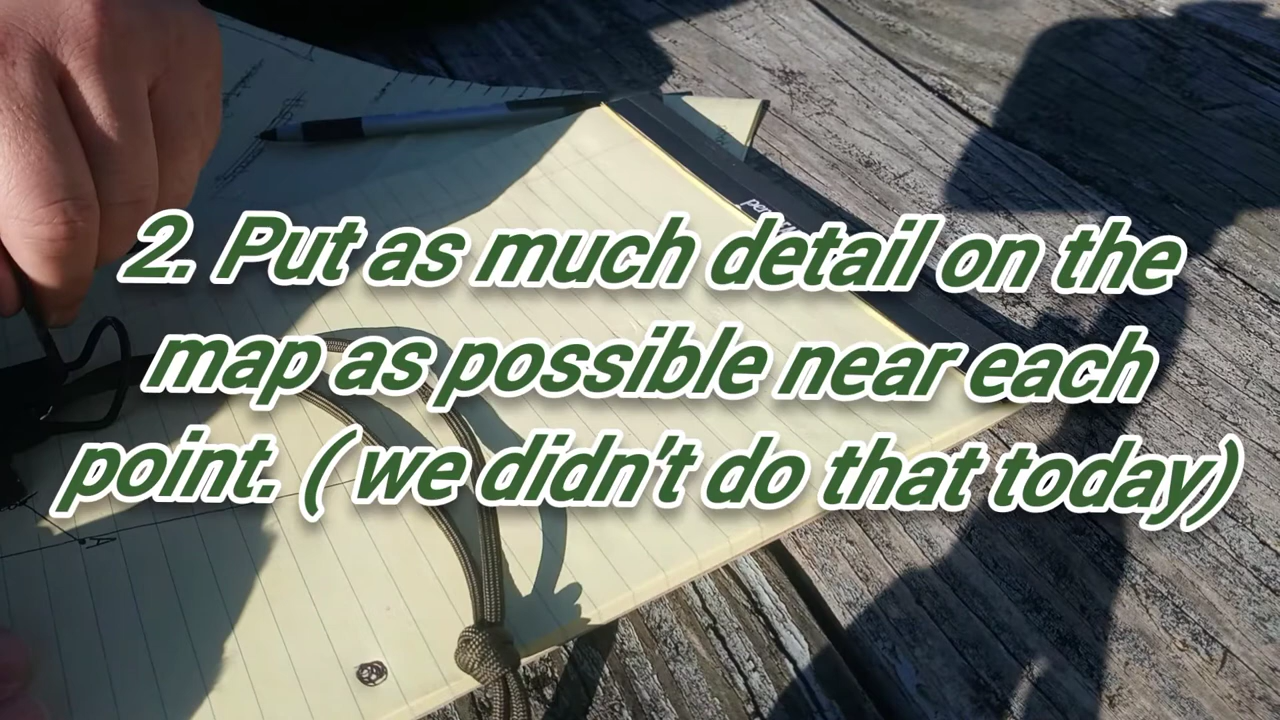 2. Put as much detail on the
map as possible near each
point. ( we didn't do that today)
A